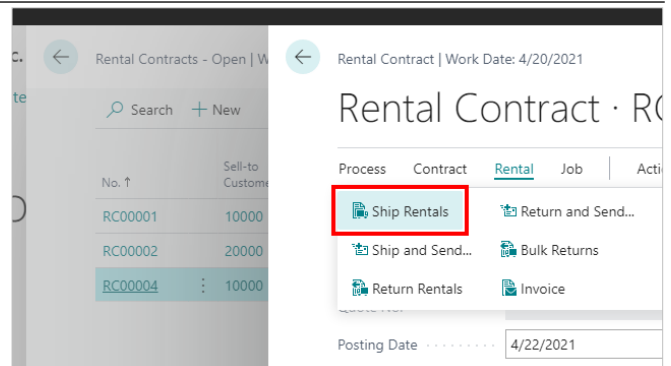 c.
Rental Contracts - Open | W
te
Search
New
No. ↑
Sell-to
Custome
RC00001
10000
RC00002
20000
RC00004
10000
Rental Contract | Work Date: 4/20/2021
Rental Contract · R
Process
Contract
Rental
Job
Acti
Ship Rentals
Return and Send...
Ship and Send...
Bulk Returns
Return Rentals
Invoice
Posting Date
4/22/2021